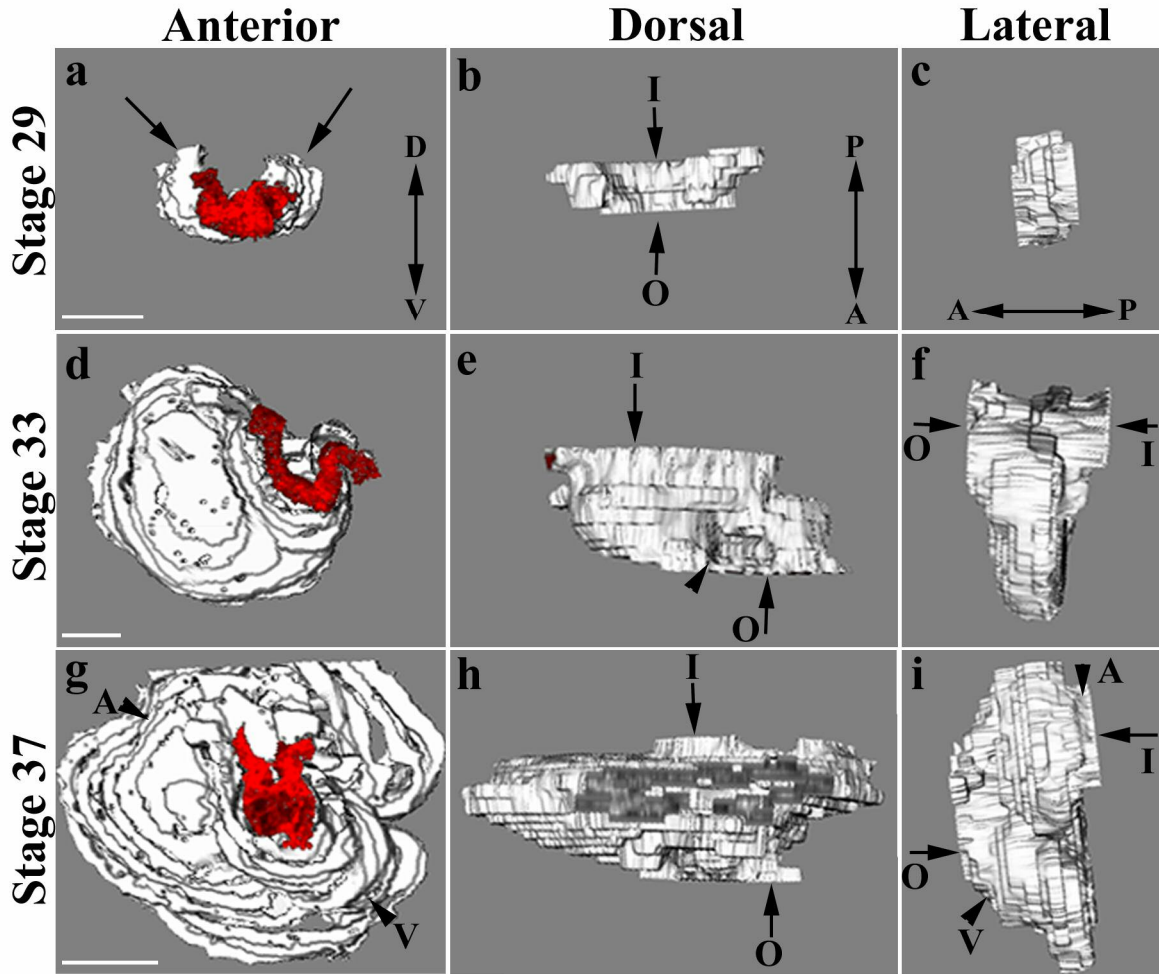 Anterior Dorsal Lateral
Stage 29
a
D
V
b
I
O
P
A
c
A P
Stage 33
d
e
I
O
f
O
I
Stage 37
g
A
V
h
I
O
i
A
I
O
V